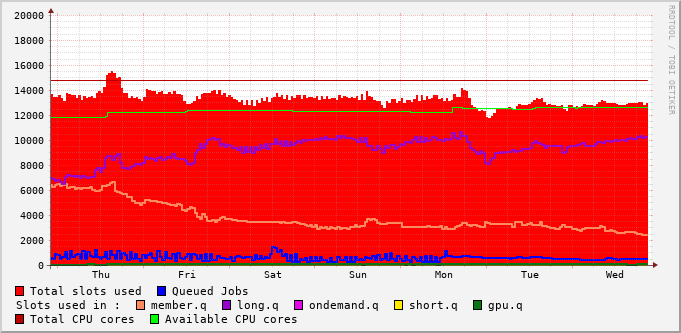 20000
18000
16000
14000
12000
10000
8000
6000
4000
2000
0
Thu Fri Sat Sun Mon Tue Wed
Total slots used Queued Jobs
Slots used in : member.q long.q ondemand.q short.q gpu.q
Total CPU cores Available CPU cores
RRDTOOL / TOBI OETIKER